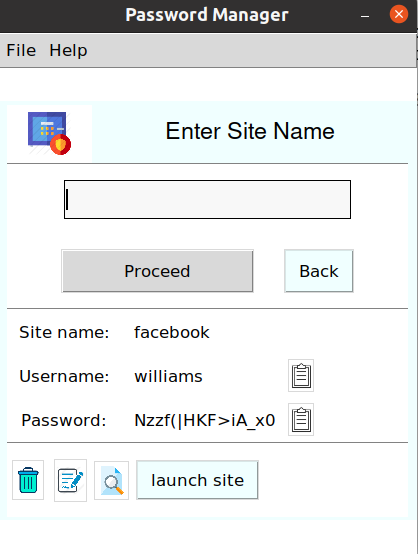 Password Manager
File Help
Enter Site Name
Proceed Back
Site name: facebook
Username: williams
Password: Nzzf(|HKF>iA_x0
launch site